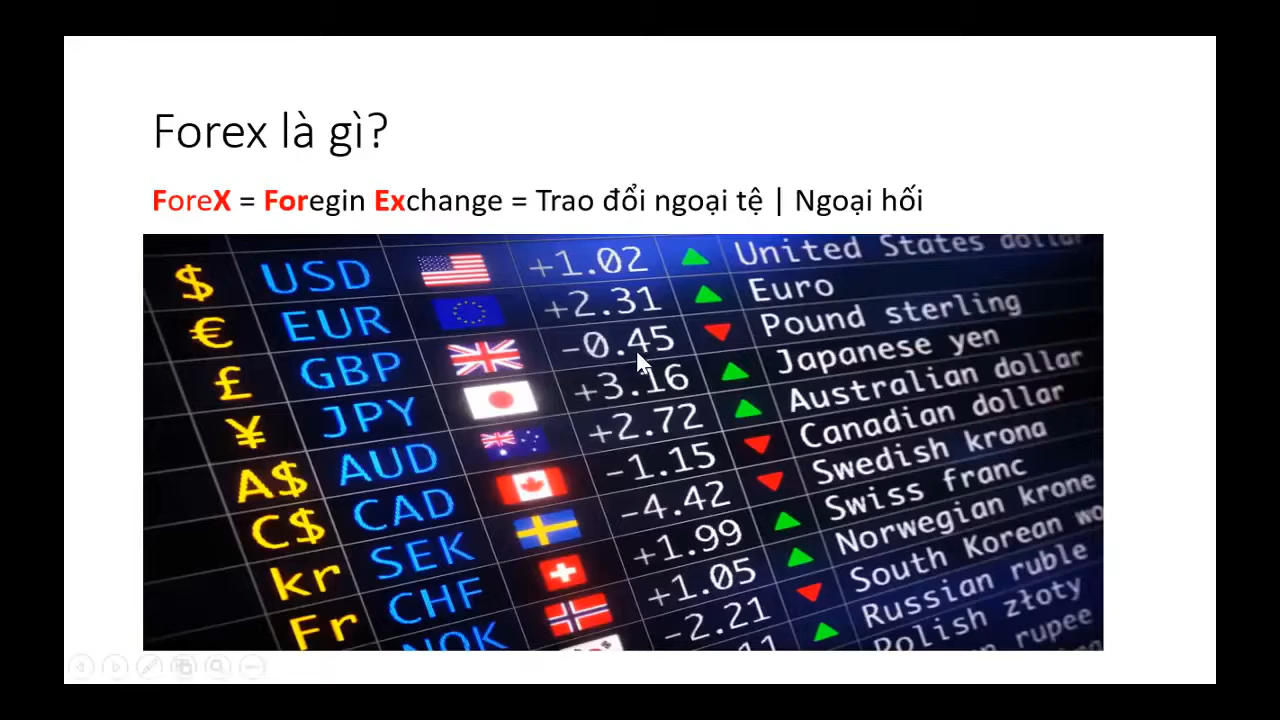 Forex là gì?
ForeX = Foregin Exchange = Trao đổi ngoại tệ | Ngoại hối
$ USD +1.02 ▲ United States dollar
€ EUR +2.31 ▲ Euro
£ GBP -0.45 ▼ Pound sterling
¥ JPY +3.16 ▲ Japanese yen
A$ AUD +2.72 ▲ Australian dollar
C$ CAD -1.15 ▼ Canadian dollar
kr SEK -4.42 ▼ Swedish krona
Fr CHF +1.99 ▲ Swiss franc
NOK +1.05 ▲ Norwegian krone
-2.21 ▼ South Korean
▲ Russian ruble
Polish złoty
rupee